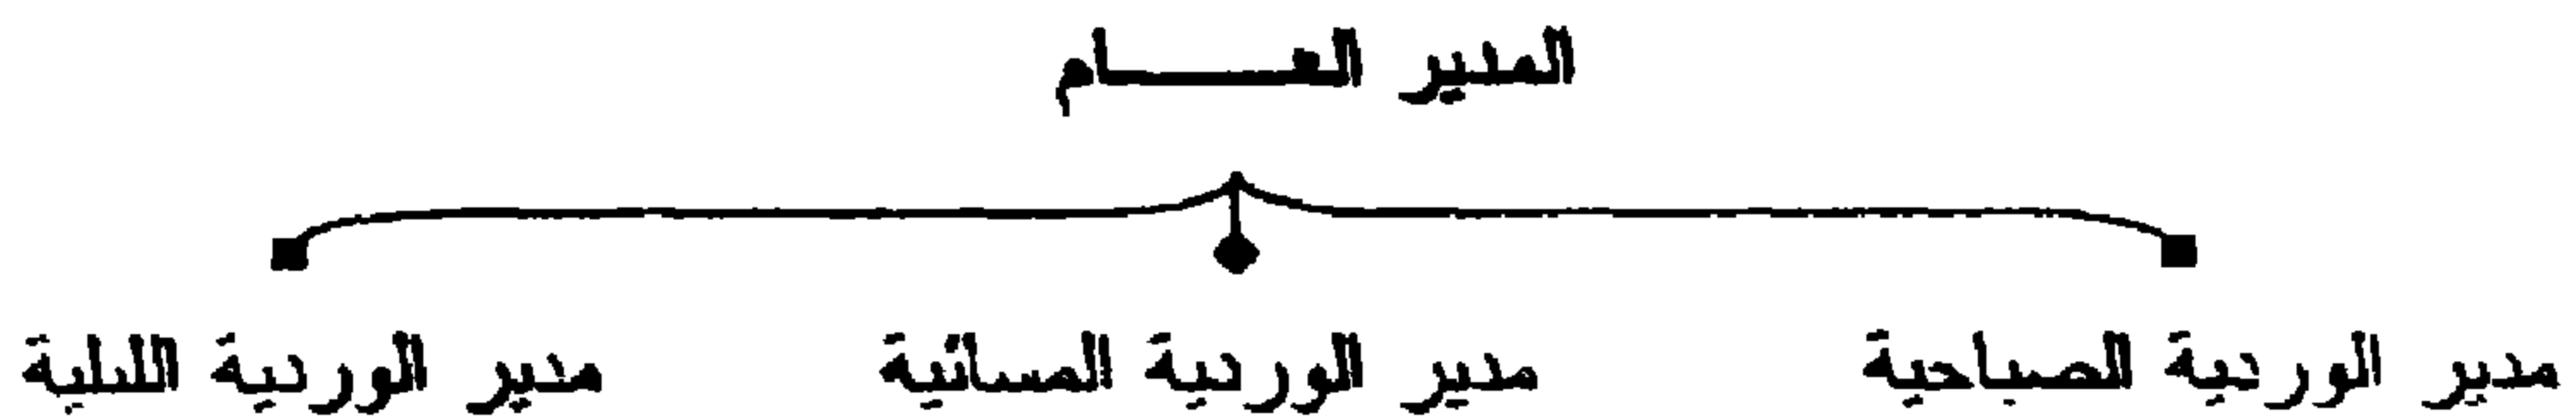 المدير العـــــام
مدير الوردية الصباحية
مدير الوردية المسائية
مدير الوردية الليلية